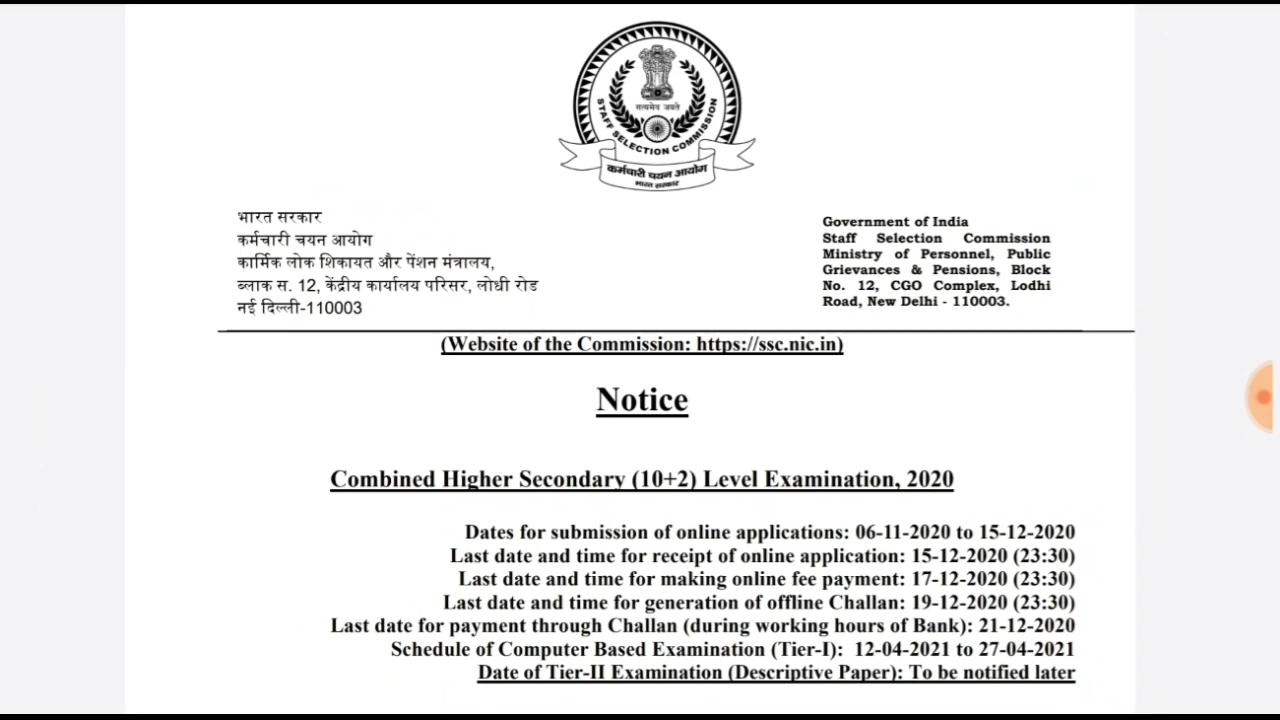 सत्यमेव जयते
STAFF SELECTION COMMISSION
कर्मचारी चयन आयोग
भारत सरकार
भारत सरकार
कर्मचारी चयन आयोग
कार्मिक लोक शिकायत और पेंशन मंत्रालय,
ब्लाक स. 12, केंद्रीय कार्यालय परिसर, लोधी रोड
नई दिल्ली-110003
Government of India
Staff Selection Commission
Ministry of Personnel, Public
Grievances & Pensions, Block
No. 12, CGO Complex, Lodhi
Road, New Delhi - 110003.
(Website of the Commission: https://ssc.nic.in)
Notice
Combined Higher Secondary (10+2) Level Examination, 2020
Dates for submission of online applications: 06-11-2020 to 15-12-2020
Last date and time for receipt of online application: 15-12-2020 (23:30)
Last date and time for making online fee payment: 17-12-2020 (23:30)
Last date and time for generation of offline Challan: 19-12-2020 (23:30)
Last date for payment through Challan (during working hours of Bank): 21-12-2020
Schedule of Computer Based Examination (Tier-I): 12-04-2021 to 27-04-2021
Date of Tier-II Examination (Descriptive Paper): To be notified later